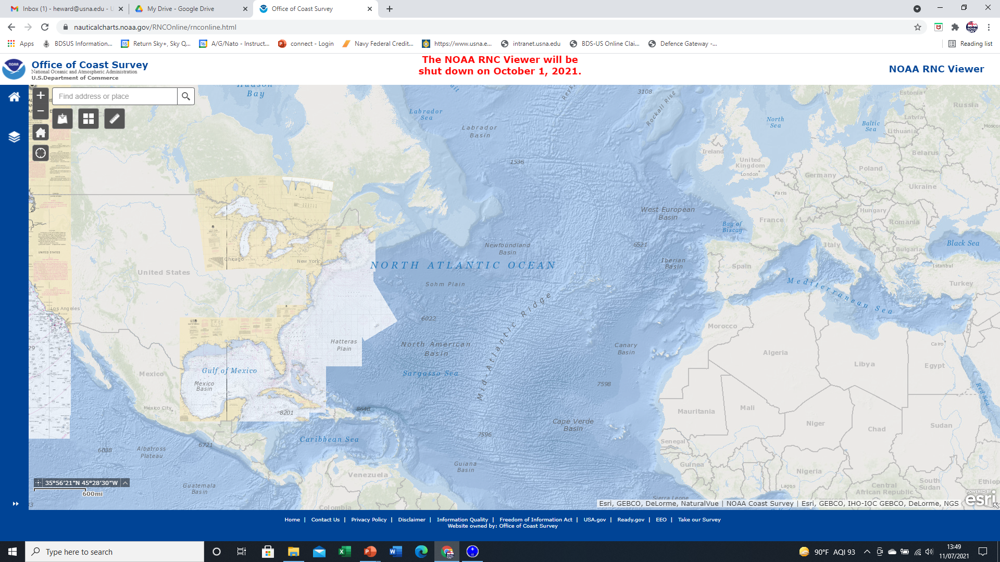 Inbox (1) - heward@usna.edu - U
My Drive - Google Drive
Office of Coast Survey
nauticalcharts.noaa.gov/RNCOnline/rnconline.html
Apps
BDSUS Information...
Return Sky+, Sky Q...
A/G/Nato - Instruct...
connect - Login
Navy Federal Credit...
https://www.usna.e...
intranet.usna.edu
BDS-US Online Clai...
Defence Gateway -...
Reading list
NOAA
Office of Coast Survey
National Oceanic and Atmospheric Administration
U.S.Department of Commerce
The NOAA RNC Viewer will be
shut down on October 1, 2021.
NOAA RNC Viewer
Find address or place
Hudson
Bay
Labrador
Sea
Labrador
Basin
Rockall Rise
3108
North
Sea
Baltic
Sea
Estonia
Russia
Latvia
Lithuania
Moscow
Belarus
Ireland
United
Kingdom
London
Poland
Germany
Ukraine
Paris
1536
West European
Basin
Bay of
Biscay
France
Hungary
Romania
Black Sea
Italy
Bulgaria
Istanbul
Turkey
Spain
Iberian
Basin
6521
Newfoundland
Basin
NORTH ATLANTIC OCEAN
Sohm Plain
UNITED STATES
Chicago
New York
United States
Los Angeles
6022
Mid-Atlantic Ridge
Mediterranean Sea
Morocco
Algeria
Libya
Cairo
Egypt
Red Sea
Hatteras
Plain
North American
Basin
Canary
Basin
Sargasso Sea
Gulf of Mexico
Mexico
Basin
Mexico
México City
29
7598
8201
8648
Mauritania
Mali
Niger
Chad
Sudan
Cape Verde
Basin
7596
Caribbean Sea
Senegal
6038
Albatross
Plateau
6721
Guiana
Basin
Guinea
Nigeria
Venezuela
Lagos
Central
African Republic
South
Sudan
Ethiop
Guatemala
Basin
Colombia
Sierra Leone
35°56'21"N 45°28'30"W
600mi
Esri, GEBCO, DeLorme, NaturalVue | NOAA Coast Survey | Esri, GEBCO, IHO-IOC GEBCO, DeLorme, NGS
POWERED BY
esri
Home | Contact Us | Privacy Policy | Disclaimer | Information Quality | Freedom of Information Act | USA.gov | Ready.gov | EEO | Take our Survey
Website owned by: Office of Coast Survey
Type here to search
90°F AQI 93
13:49
11/07/2021